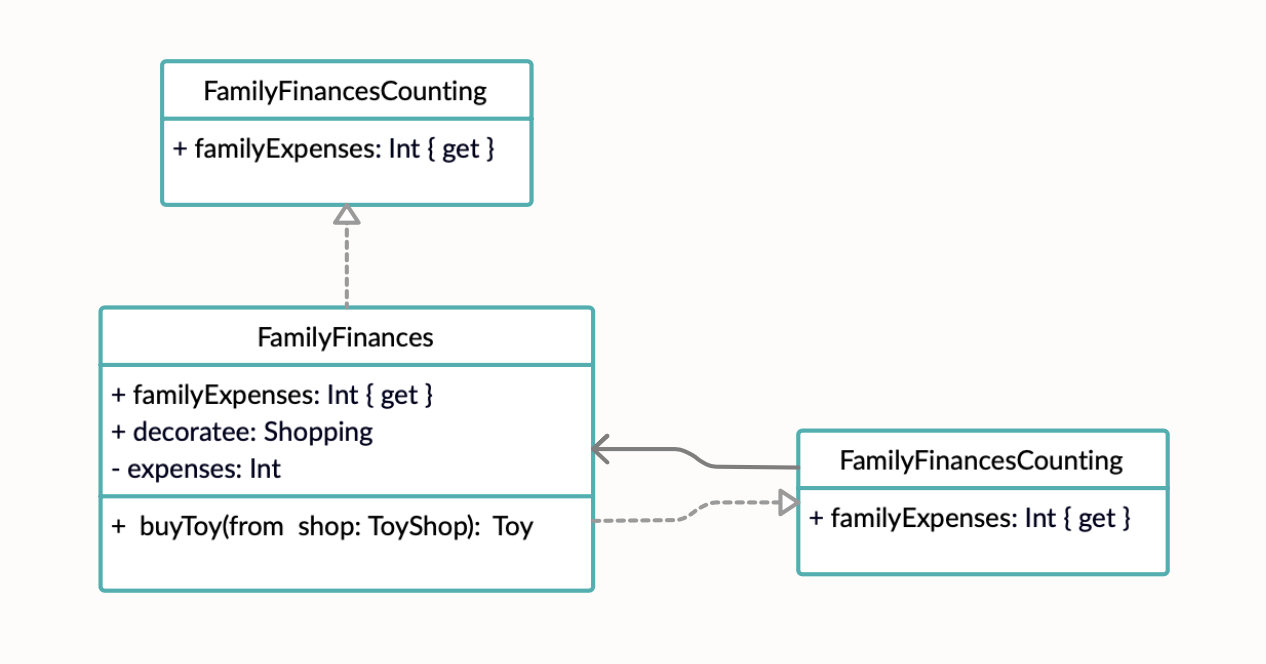 FamilyFinancesCounting
+ familyExpenses: Int { get }
FamilyFinances
+ familyExpenses: Int { get }
+ decoratee: Shopping
- expenses: Int
+ buyToy(from shop: ToyShop): Toy
FamilyFinancesCounting
+ familyExpenses: Int { get }